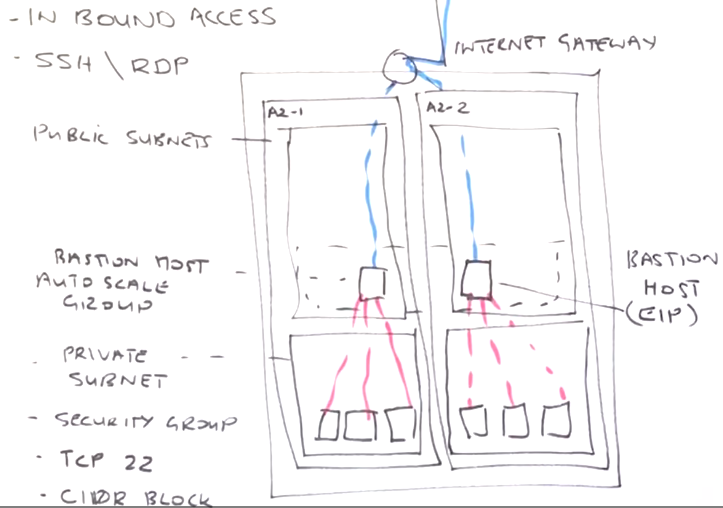 - IN BOUND ACCESS
- SSH \ RDP
INTERNET GATEWAY
AZ-1
AZ-2
PUBLIC SUBNETS
BASTION HOST
AUTO SCALE
GROUP
BASTION
HOST
(EIP)
- PRIVATE
SUBNET
- SECURITY GROUP
- TCP 22
- CIDR BLOCK